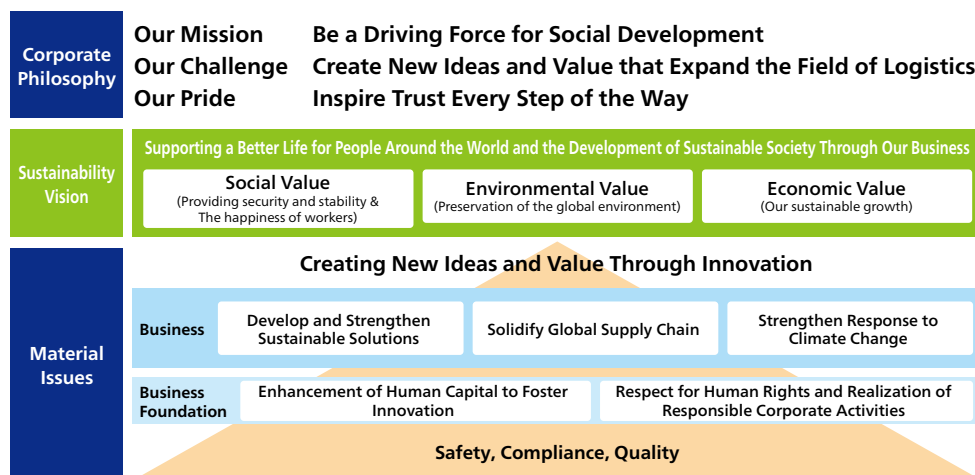 Corporate
Philosophy
Our Mission Be a Driving Force for Social Development
Our Challenge Create New Ideas and Value that Expand the Field of Logistics
Our Pride Inspire Trust Every Step of the Way
Sustainability
Vision
Supporting a Better Life for People Around the World and the Development of Sustainable Society Through Our Business
Social Value
(Providing security and stability &
The happiness of workers)
Environmental Value
(Preservation of the global environment)
Economic Value
(Our sustainable growth)
Material
Issues
Creating New Ideas and Value Through Innovation
Business
Develop and Strengthen
Sustainable Solutions
Solidify Global Supply Chain
Strengthen Response to
Climate Change
Business
Foundation
Enhancement of Human Capital to Foster
Innovation
Respect for Human Rights and Realization of
Responsible Corporate Activities
Safety, Compliance, Quality